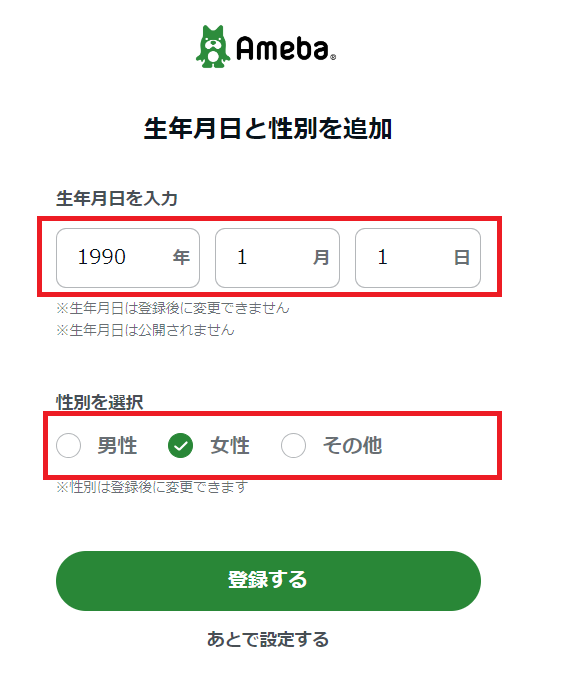 Ameba®
生年月日と性別を追加
生年月日を入力
1990 年 1 月 1 日
※生年月日は登録後に変更できません
※生年月日は公開されません
性別を選択
男性 女性 その他
※性別は登録後に変更できます
登録する
あとで設定する